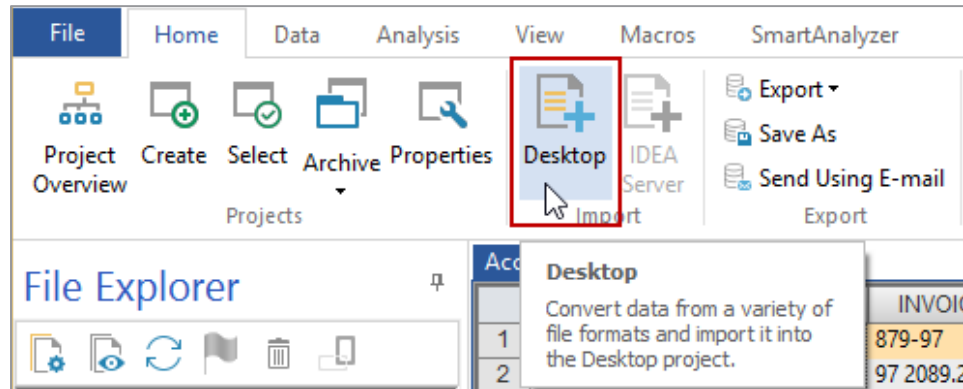 File Home Data Analysis View Macros SmartAnalyzer
Project Overview
Create
Select
Archive
Properties
Projects
Desktop
IDEA Server
Import
Export
Save As
Send Using E-mail
Export
File Explorer
Desktop
Convert data from a variety of
file formats and import it into
the Desktop project.
1 879-97
2 97 2089.2